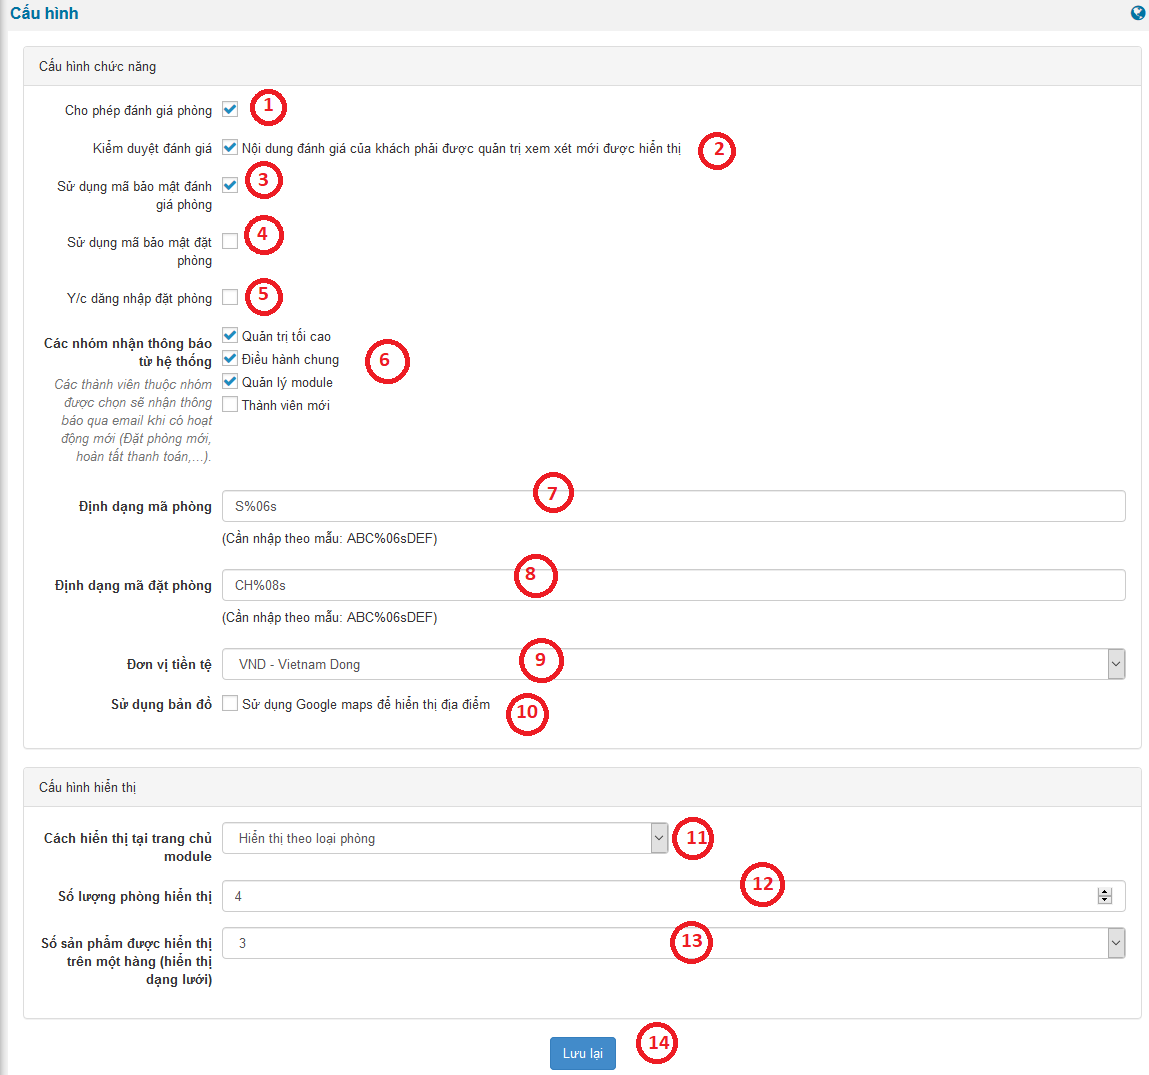 Cấu hình
Cấu hình chức năng
Cho phép đánh giá phòng 1
Kiểm duyệt đánh giá Nội dung đánh giá của khách phải được quản trị xem xét mới được hiển thị 2
Sử dụng mã bảo mật đánh 3
giá phòng
Sử dụng mã bảo mật đặt 4
phòng
Y/c đăng nhập đặt phòng 5
Các nhóm nhận thông báo
từ hệ thống
Các thành viên thuộc nhóm
được chọn sẽ nhận thông
báo qua email khi có hoạt
động mới (Đặt phòng mới,
hoàn tất thanh toán,...).
Quản trị tối cao
Điều hành chung 6
Quản lý module
Thành viên mới
Định dạng mã phòng S%06s 7
(Cần nhập theo mẫu: ABC%06sDEF)
Định dạng mã đặt phòng CH%08s 8
(Cần nhập theo mẫu: ABC%06sDEF)
Đơn vị tiền tệ VND - Vietnam Dong 9
Sử dụng bản đồ Sử dụng Google maps để hiển thị địa điểm 10
Cấu hình hiển thị
Cách hiển thị tại trang chủ Hiển thị theo loại phòng 11
module
Số lượng phòng hiển thị 4 12
Số sản phẩm được hiển thị 3 13
trên một hàng (hiển thị
dạng lưới)
Lưu lại 14